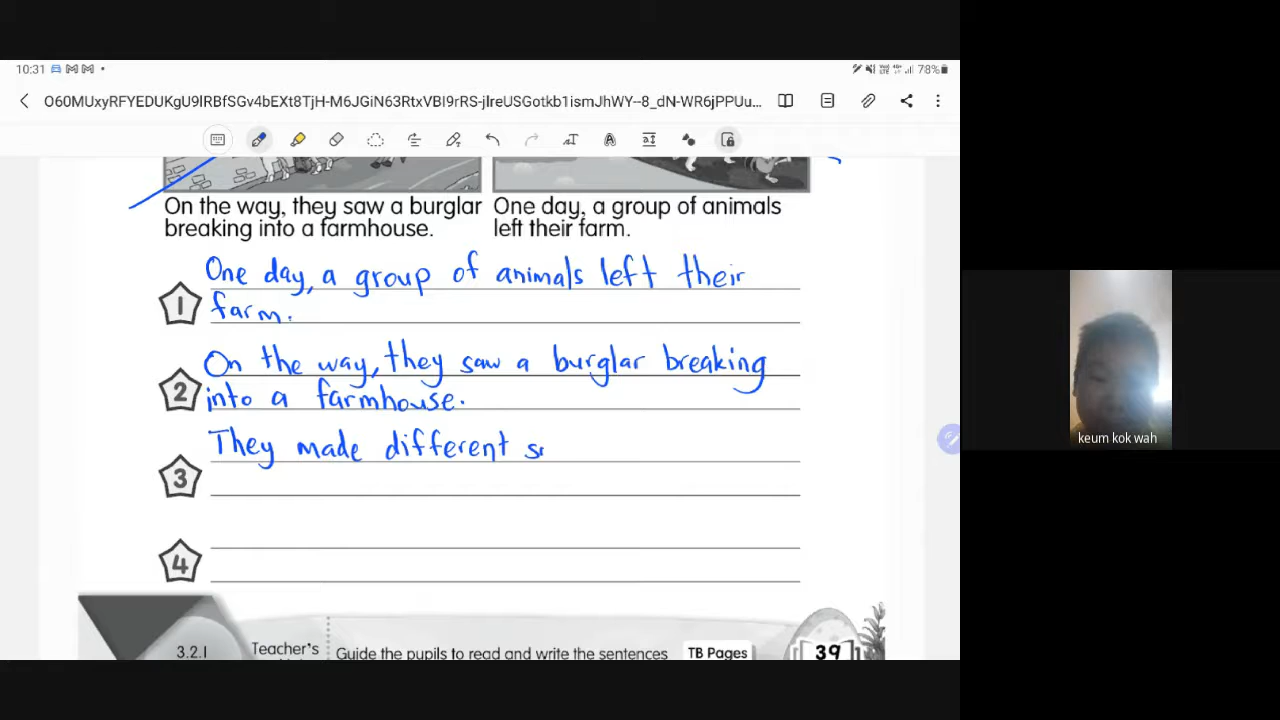 10:31 78%
O60MUxyRFYEDUKgU9IRBfSGv4bEXt8TjH-M6JGiN63RtxVBI9rRS-jlreUSGotkb1ismJhWY--8_dN-WR6jPPUu...
On the way, they saw a burglar
breaking into a farmhouse.
One day, a group of animals
left their farm.
One day, a group of animals left their
farm.
1
On the way, they saw a burglar breaking
2
into a farmhouse.
They made different
3
4
keum kok wah
3.2.1
Teacher's
Guide the pupils to read and write the sentences
TB Pages
39